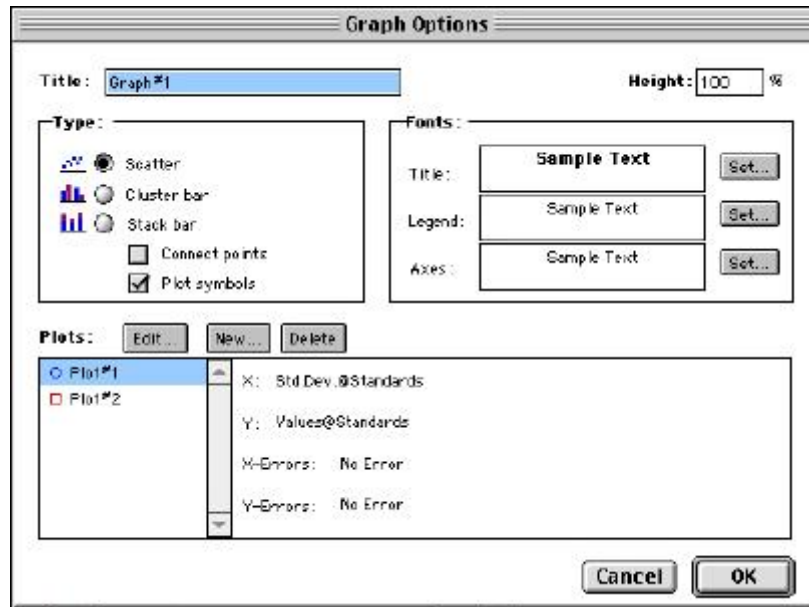 Graph Options
Title: Graph#1 Height: 100 %
Type:
Scatter
Cluster bar
Stack bar
Connect points
Plot symbols
Fonts:
Title: Sample Text Set...
Legend: Sample Text Set...
Axes: Sample Text Set...
Plots: Edit... New... Delete
Plot#1
Plot#2
X: Std.Dev.@Standards
Y: Values@Standards
X-Errors: No Error
Y-Errors: No Error
Cancel OK